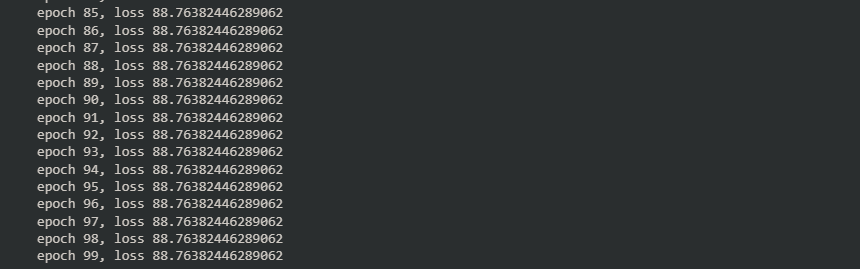 epoch 85, loss 88.76382446289062
epoch 86, loss 88.76382446289062
epoch 87, loss 88.76382446289062
epoch 88, loss 88.76382446289062
epoch 89, loss 88.76382446289062
epoch 90, loss 88.76382446289062
epoch 91, loss 88.76382446289062
epoch 92, loss 88.76382446289062
epoch 93, loss 88.76382446289062
epoch 94, loss 88.76382446289062
epoch 95, loss 88.76382446289062
epoch 96, loss 88.76382446289062
epoch 97, loss 88.76382446289062
epoch 98, loss 88.76382446289062
epoch 99, loss 88.76382446289062